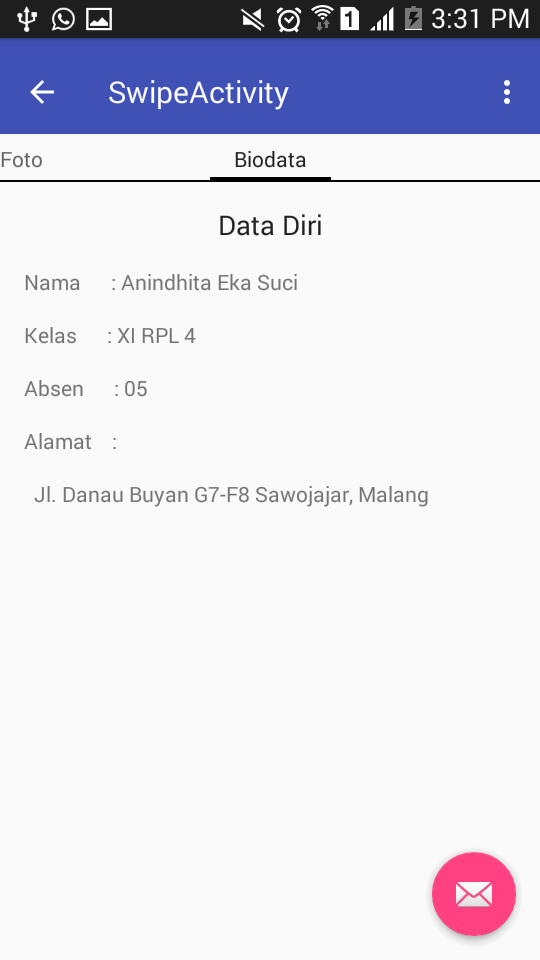 1 3:31 PM
SwipeActivity
Foto Biodata
Data Diri
Nama : Anindhita Eka Suci
Kelas : XI RPL 4
Absen : 05
Alamat :
Jl. Danau Buyan G7-F8 Sawojajar, Malang